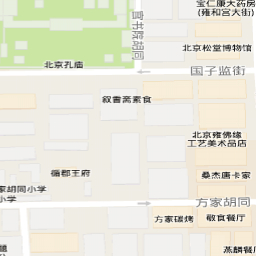 宝仁康大药房
(雍和宫大街)
官书院胡同
北京松堂博物馆
北京孔庙
国子监街
叙香斋素食
北京雍佛缘
工艺美术品店
循郡王府
桑杰唐卡家
家胡同小学
小学
方家胡同
方家碳烤
敬食餐厅
燕麟餐厅